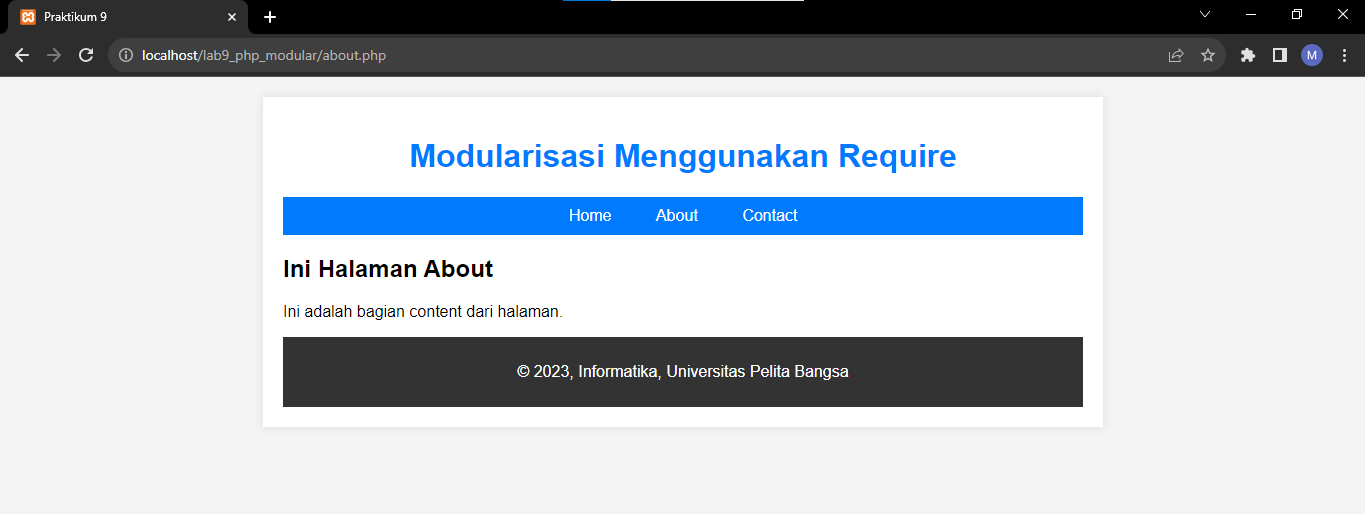 Praktikum 9
localhost/lab9_php_modular/about.php
M
Modularisasi Menggunakan Require
Home About Contact
Ini Halaman About
Ini adalah bagian content dari halaman.
© 2023, Informatika, Universitas Pelita Bangsa